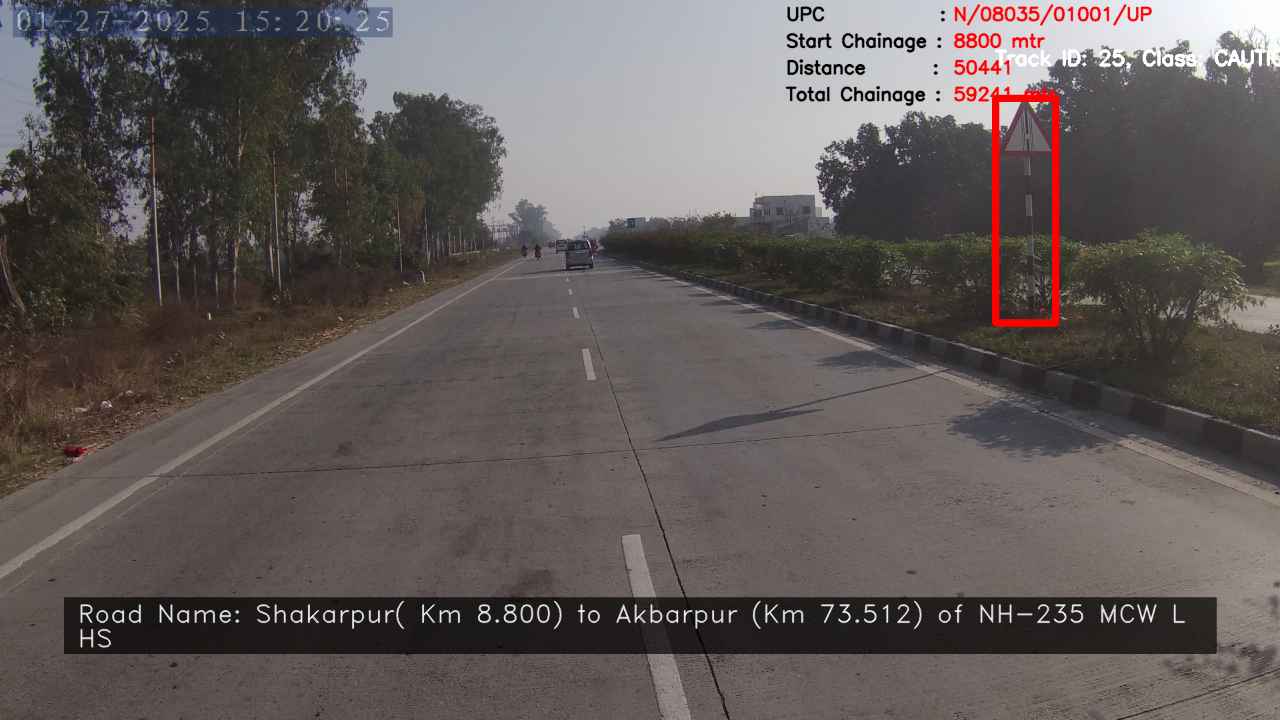 01-27-2025 15:20:25
UPC : N/08035/01001/UP
Start Chainage : 8800 mtr
Track ID: 25, Class: CAUTIO
Distance : 50441
Total Chainage : 59241 mtr
Road Name: Shakarpur( Km 8.800) to Akbarpur (Km 73.512) of NH-235 MCW L
HS